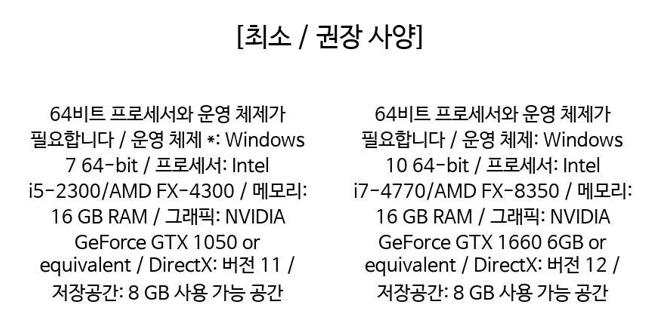 [최소 / 권장 사양]
64비트 프로세서와 운영 체제가
필요합니다 / 운영 체제 *: Windows
7 64-bit / 프로세서: Intel
i5-2300/AMD FX-4300 / 메모리:
16 GB RAM / 그래픽: NVIDIA
GeForce GTX 1050 or
equivalent / DirectX: 버전 11 /
저장공간: 8 GB 사용 가능 공간
64비트 프로세서와 운영 체제가
필요합니다 / 운영 체제: Windows
10 64-bit / 프로세서: Intel
i7-4770/AMD FX-8350 / 메모리:
16 GB RAM / 그래픽: NVIDIA
GeForce GTX 1660 6GB or
equivalent / DirectX: 버전 12 /
저장공간: 8 GB 사용 가능 공간